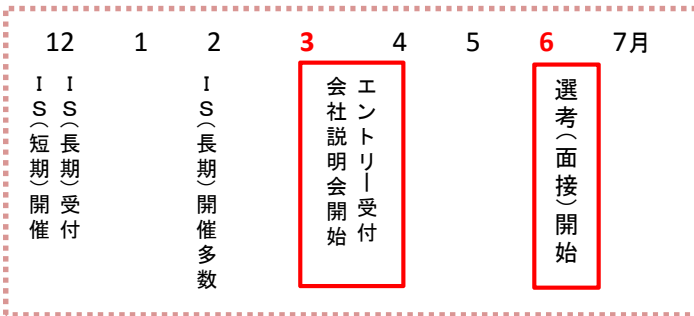 12 1 2 3 4 5 6 7月
IS（長期）受付
IS（短期）開催
IS（長期）開催多数
エントリー受付
会社説明会開始
選考（面接）開始